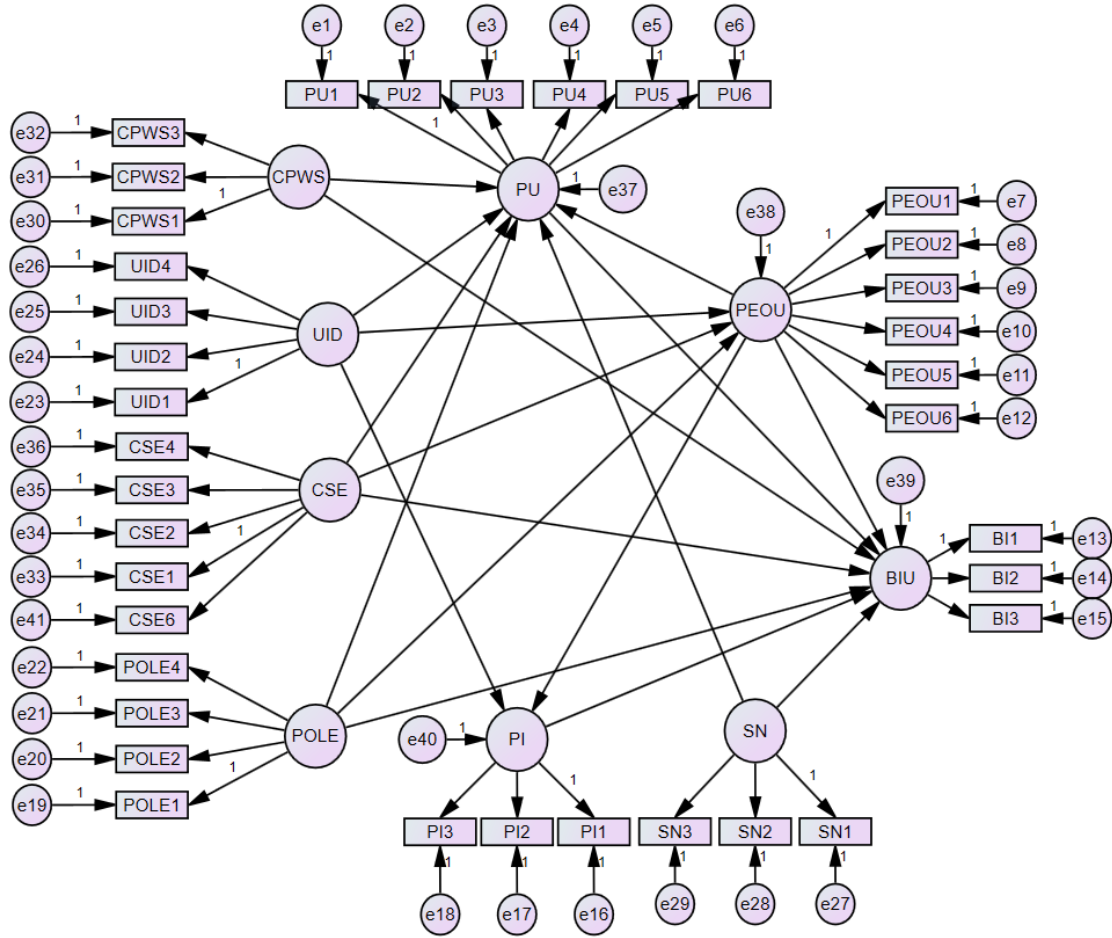 e1 e2 e3 e4 e5 e6
1 1 1 1 1 1
PU1 PU2 PU3 PU4 PU5 PU6
1
e32 1 CPWS3
e31 1 CPWS2
e30 1 CPWS1
1
CPWS
PU
1 e37
e26 1 UID4
e25 1 UID3
e24 1 UID2
e23 1 UID1
1
UID
e38
1
PEOU
1
PEOU1 1 e7
PEOU2 1 e8
PEOU3 1 e9
PEOU4 1 e10
PEOU5 1 e11
PEOU6 1 e12
e36 1 CSE4
e35 1 CSE3
e34 1 CSE2
e33 1 CSE1
e41 1 CSE6
1
CSE
e39
1
BIU
1
BI1 1 e13
BI2 1 e14
BI3 1 e15
e22 1 POLE4
e21 1 POLE3
e20 1 POLE2
e19 1 POLE1
1
POLE
e40 1 PI
SN
1
1
PI3 PI2 PI1 SN3 SN2 SN1
1 1 1 1 1 1
e18 e17 e16 e29 e28 e27